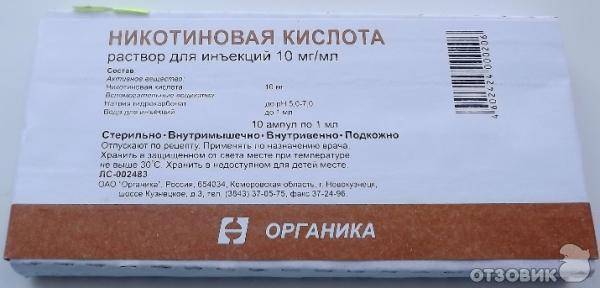 НИКОТИНОВАЯ КИСЛОТА
раствор для инъекций 10 мг/мл
Состав
Активное вещество:
Никотиновая кислота 10 мг
Вспомогательные вещества:
Натрия гидрокарбонат до pH 5,0-7,0
Вода для инъекций до 1 мл
10 ампул по 1 мл
Стерильно·Внутримышечно·Внутривенно·Подкожно
Отпускают по рецепту. Применять по назначению врача.
Хранить в защищенном от света месте при температуре
не выше 30°С. Хранить в недоступном для детей месте.
ЛС-002483
ОАО "Органика". Россия, 654034, Кемеровская область, г. Новокузнецк,
шоссе Кузнецкое, д.3, тел. (3843) 37-05-75, факс 37-24-96.
ОРГАНИКА
4602424000206
ОТЗОВИК